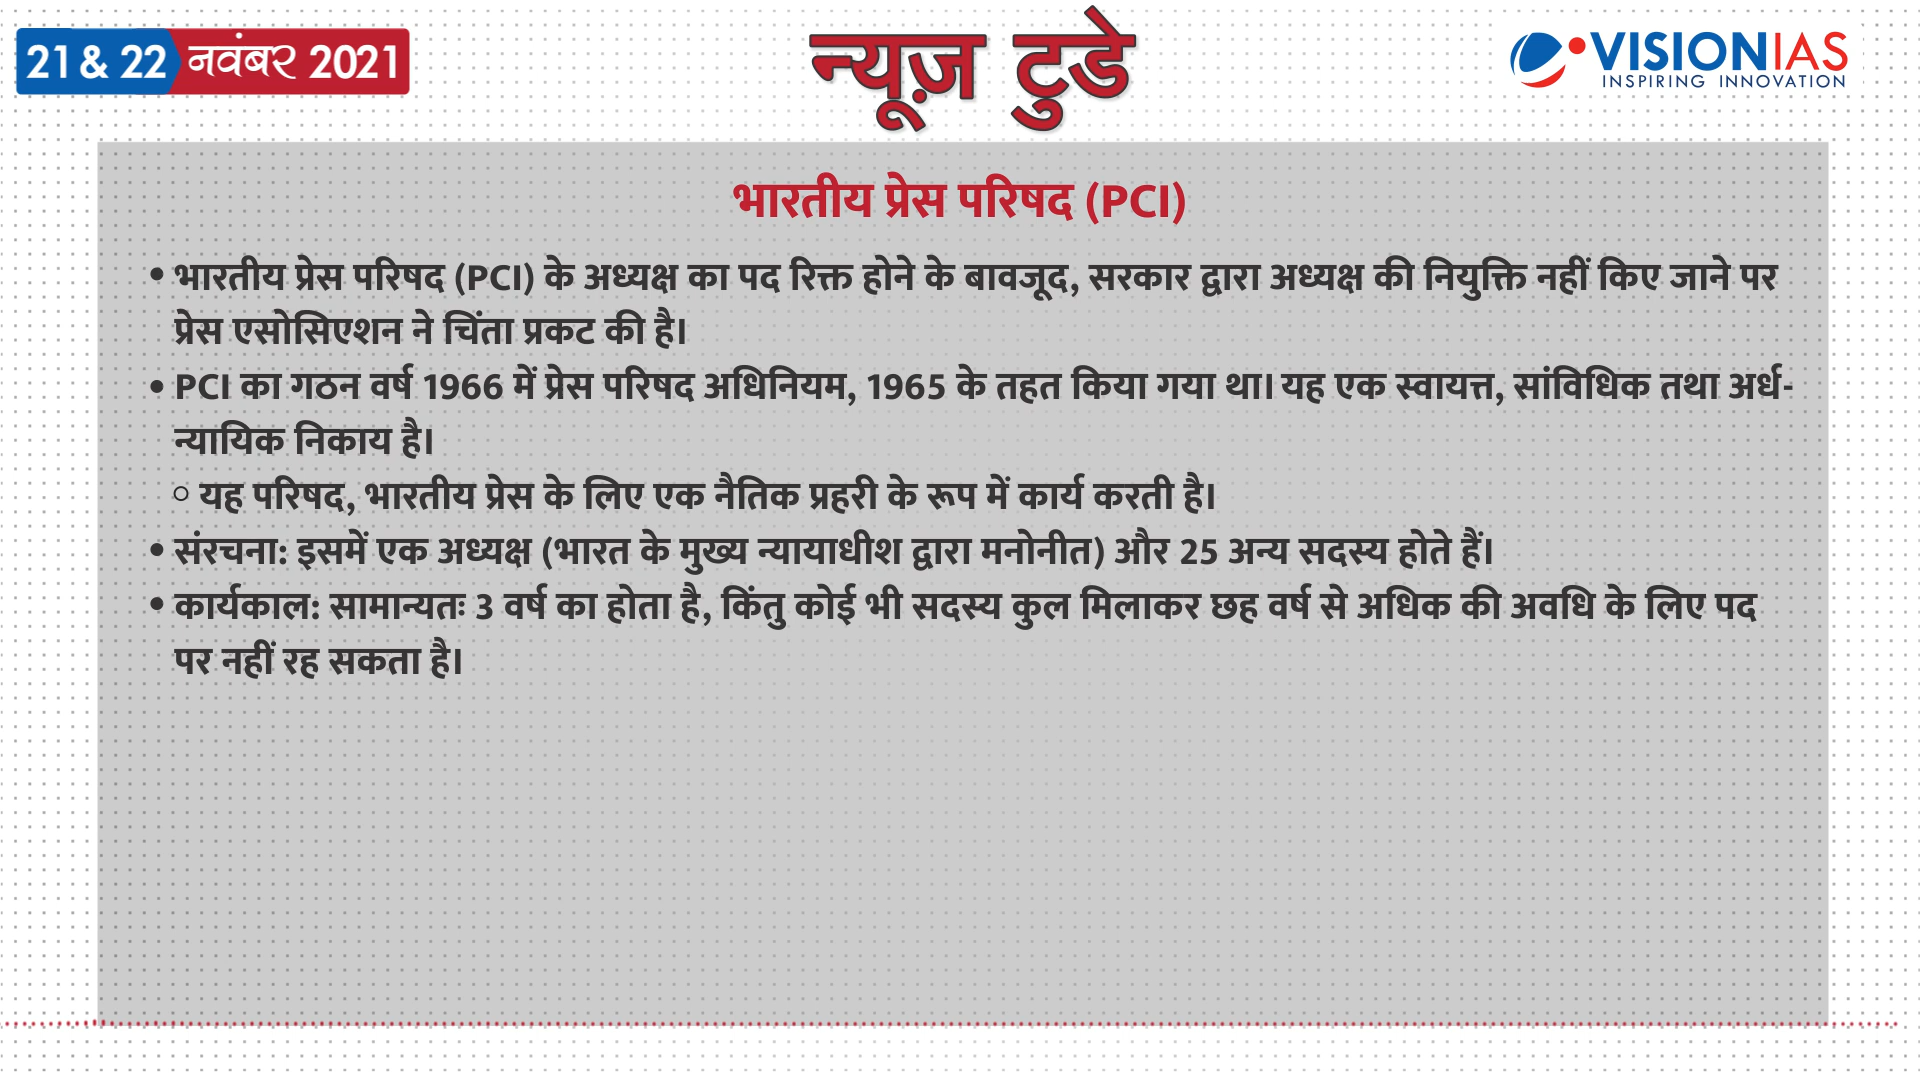 21 & 22 नवंबर 2021
न्यूज़ टुडे
VISIONIAS
INSPIRING INNOVATION
भारतीय प्रेस परिषद (PCI)
• भारतीय प्रेस परिषद (PCI) के अध्यक्ष का पद रिक्त होने के बावजूद, सरकार द्वारा अध्यक्ष की नियुक्ति नहीं किए जाने पर
प्रेस एसोसिएशन ने चिंता प्रकट की है।
• PCI का गठन वर्ष 1966 में प्रेस परिषद अधिनियम, 1965 के तहत किया गया था। यह एक स्वायत्त, सांविधिक तथा अर्ध-
न्यायिक निकाय है।
○ यह परिषद, भारतीय प्रेस के लिए एक नैतिक प्रहरी के रूप में कार्य करती है।
• संरचना: इसमें एक अध्यक्ष (भारत के मुख्य न्यायाधीश द्वारा मनोनीत) और 25 अन्य सदस्य होते हैं।
• कार्यकाल: सामान्यतः 3 वर्ष का होता है, किंतु कोई भी सदस्य कुल मिलाकर छह वर्ष से अधिक की अवधि के लिए पद
पर नहीं रह सकता है।